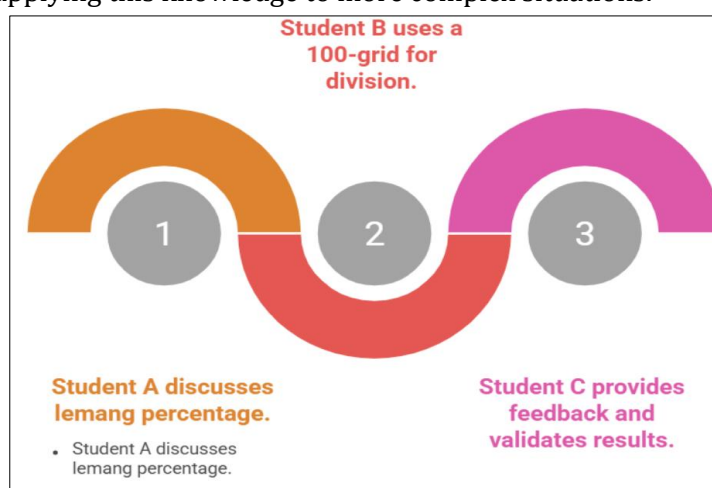 applying this knowledge to more complex situations.
Student B uses a
100-grid for
division.
1
2
3
Student A discusses
lemang percentage.
• Student A discusses
lemang percentage.
Student C provides
feedback and
validates results.